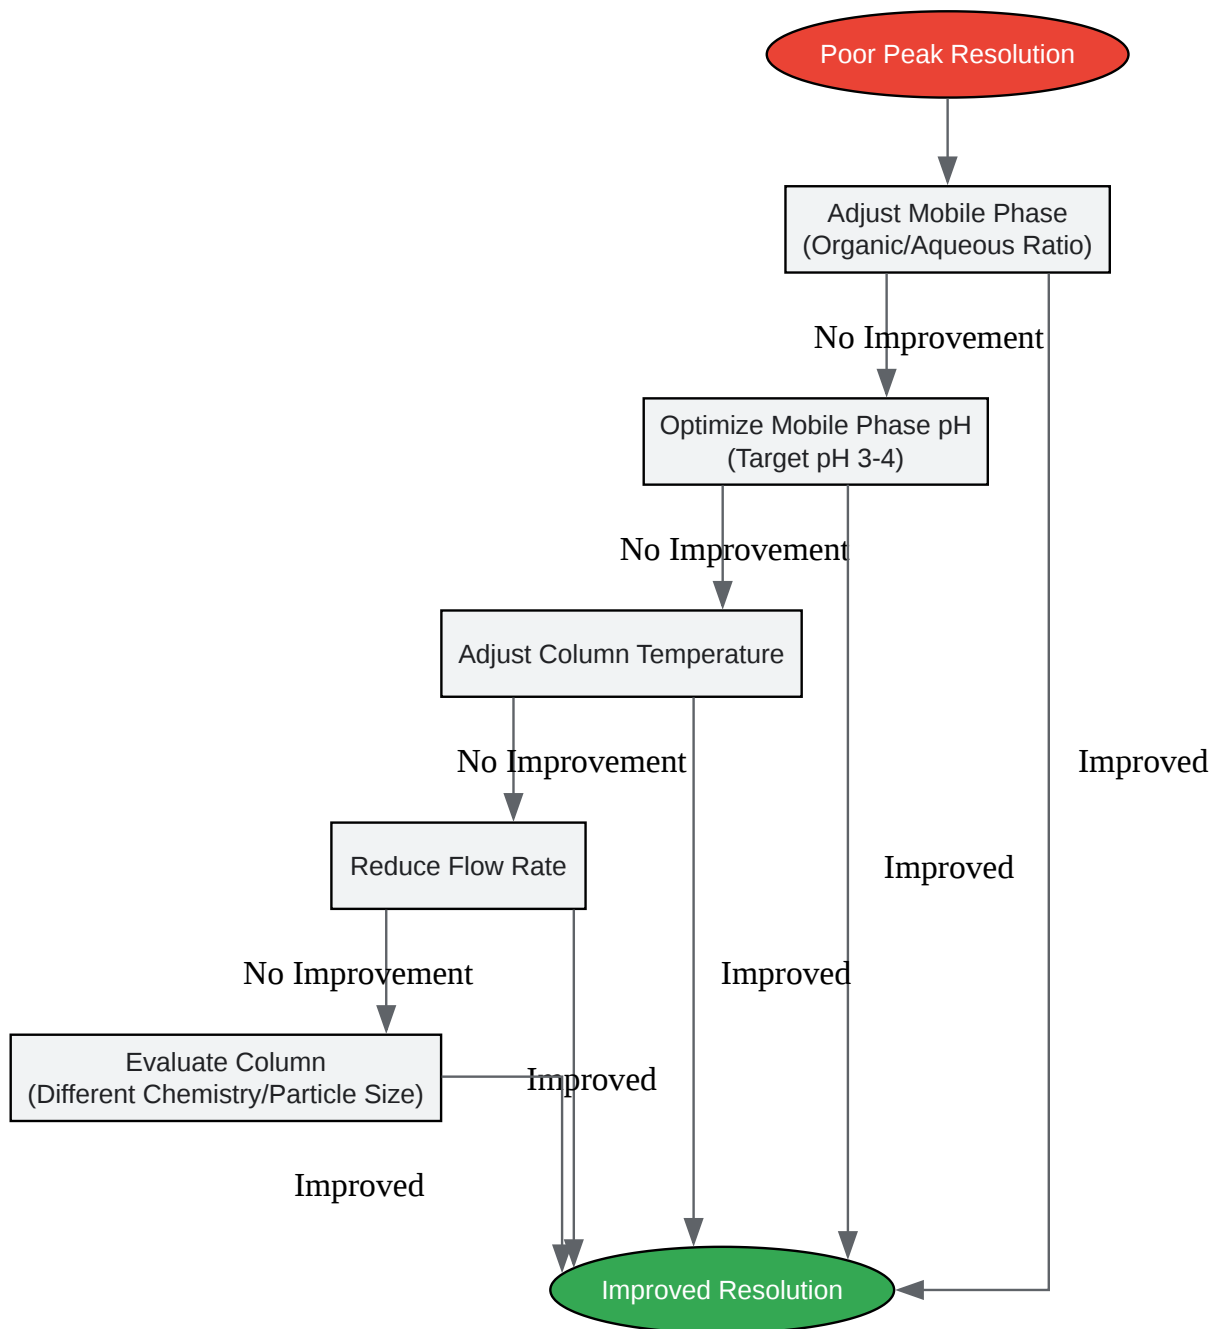 Poor Peak Resolution
Adjust Mobile Phase
(Organic/Aqueous Ratio)
No Improvement
Optimize Mobile Phase pH
(Target pH 3-4)
No Improvement
Adjust Column Temperature
No Improvement
Improved
Reduce Flow Rate
Improved
No Improvement
Improved
Evaluate Column
(Different Chemistry/Particle Size)
Improved
Improved
Improved Resolution